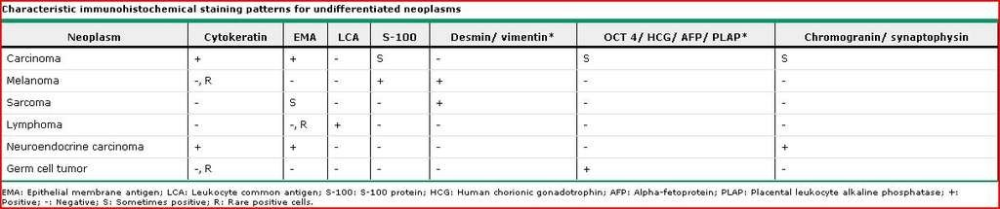 Characteristic immunohistochemical staining patterns for undifferentiated neoplasms
Neoplasm Cytokeratin EMA LCA S-100 Desmin/ vimentin* OCT 4/ HCG/ AFP/ PLAP* Chromogranin/ synaptophysin
Carcinoma + + - S - S S
Melanoma -, R - - + + - -
Sarcoma - S - - + - -
Lymphoma - -, R + - - - -
Neuroendocrine carcinoma + + - - - - +
Germ cell tumor -, R - - - - + -
EMA: Epithelial membrane antigen; LCA: Leukocyte common antigen; S-100: S-100 protein; HCG: Human chorionic gonadotrophin; AFP: Alpha-fetoprotein; PLAP: Placental leukocyte alkaline phosphatase; +:
Positive; -: Negative; S: Sometimes positive; R: Rare positive cells.